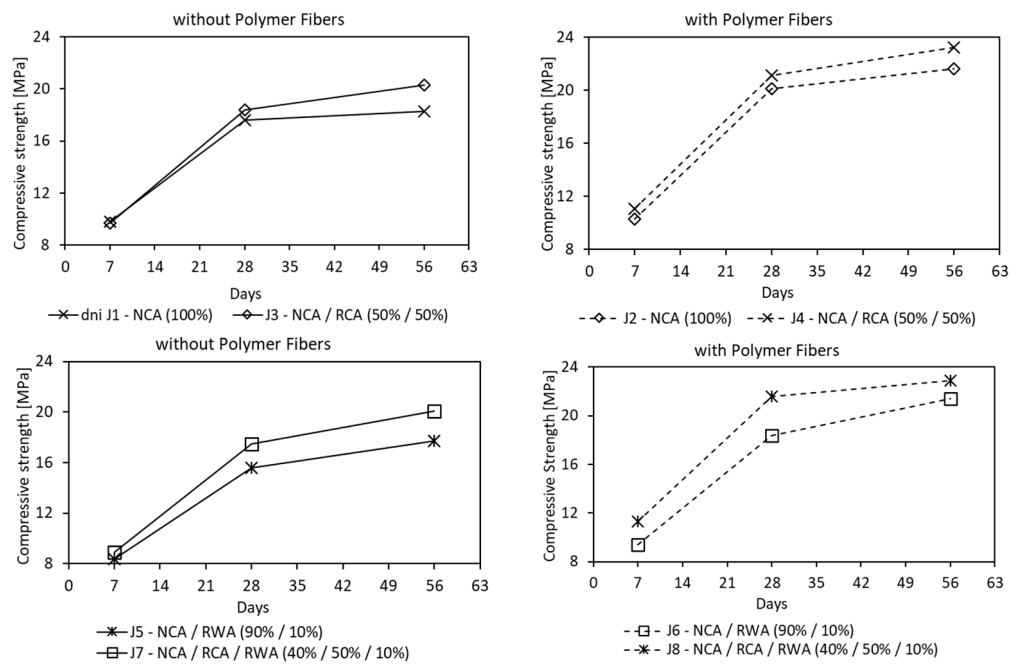 without Polymer Fibers
Compressive strength [MPa]
24
20
16
12
8
0 7 14 21 28 35 42 49 56 63
Days
dni J1 - NCA (100%) J3 - NCA / RCA (50% / 50%)
with Polymer Fibers
Compressive strength [MPa]
24
20
16
12
8
0 7 14 21 28 35 42 49 56 63
Days
J2 - NCA (100%) J4 - NCA / RCA (50% / 50%)
without Polymer Fibers
Compressive strength [MPa]
24
20
16
12
8
0 7 14 21 28 35 42 49 56 63
Days
J5 - NCA / RWA (90% / 10%)
J7 - NCA / RCA / RWA (40% / 50% / 10%)
with Polymer Fibers
Compressive Strength [MPa]
24
20
16
12
8
0 7 14 21 28 35 42 49 56 63
Days
J6 - NCA / RWA (90% / 10%)
J8 - NCA / RCA / RWA (40% / 50% / 10%)